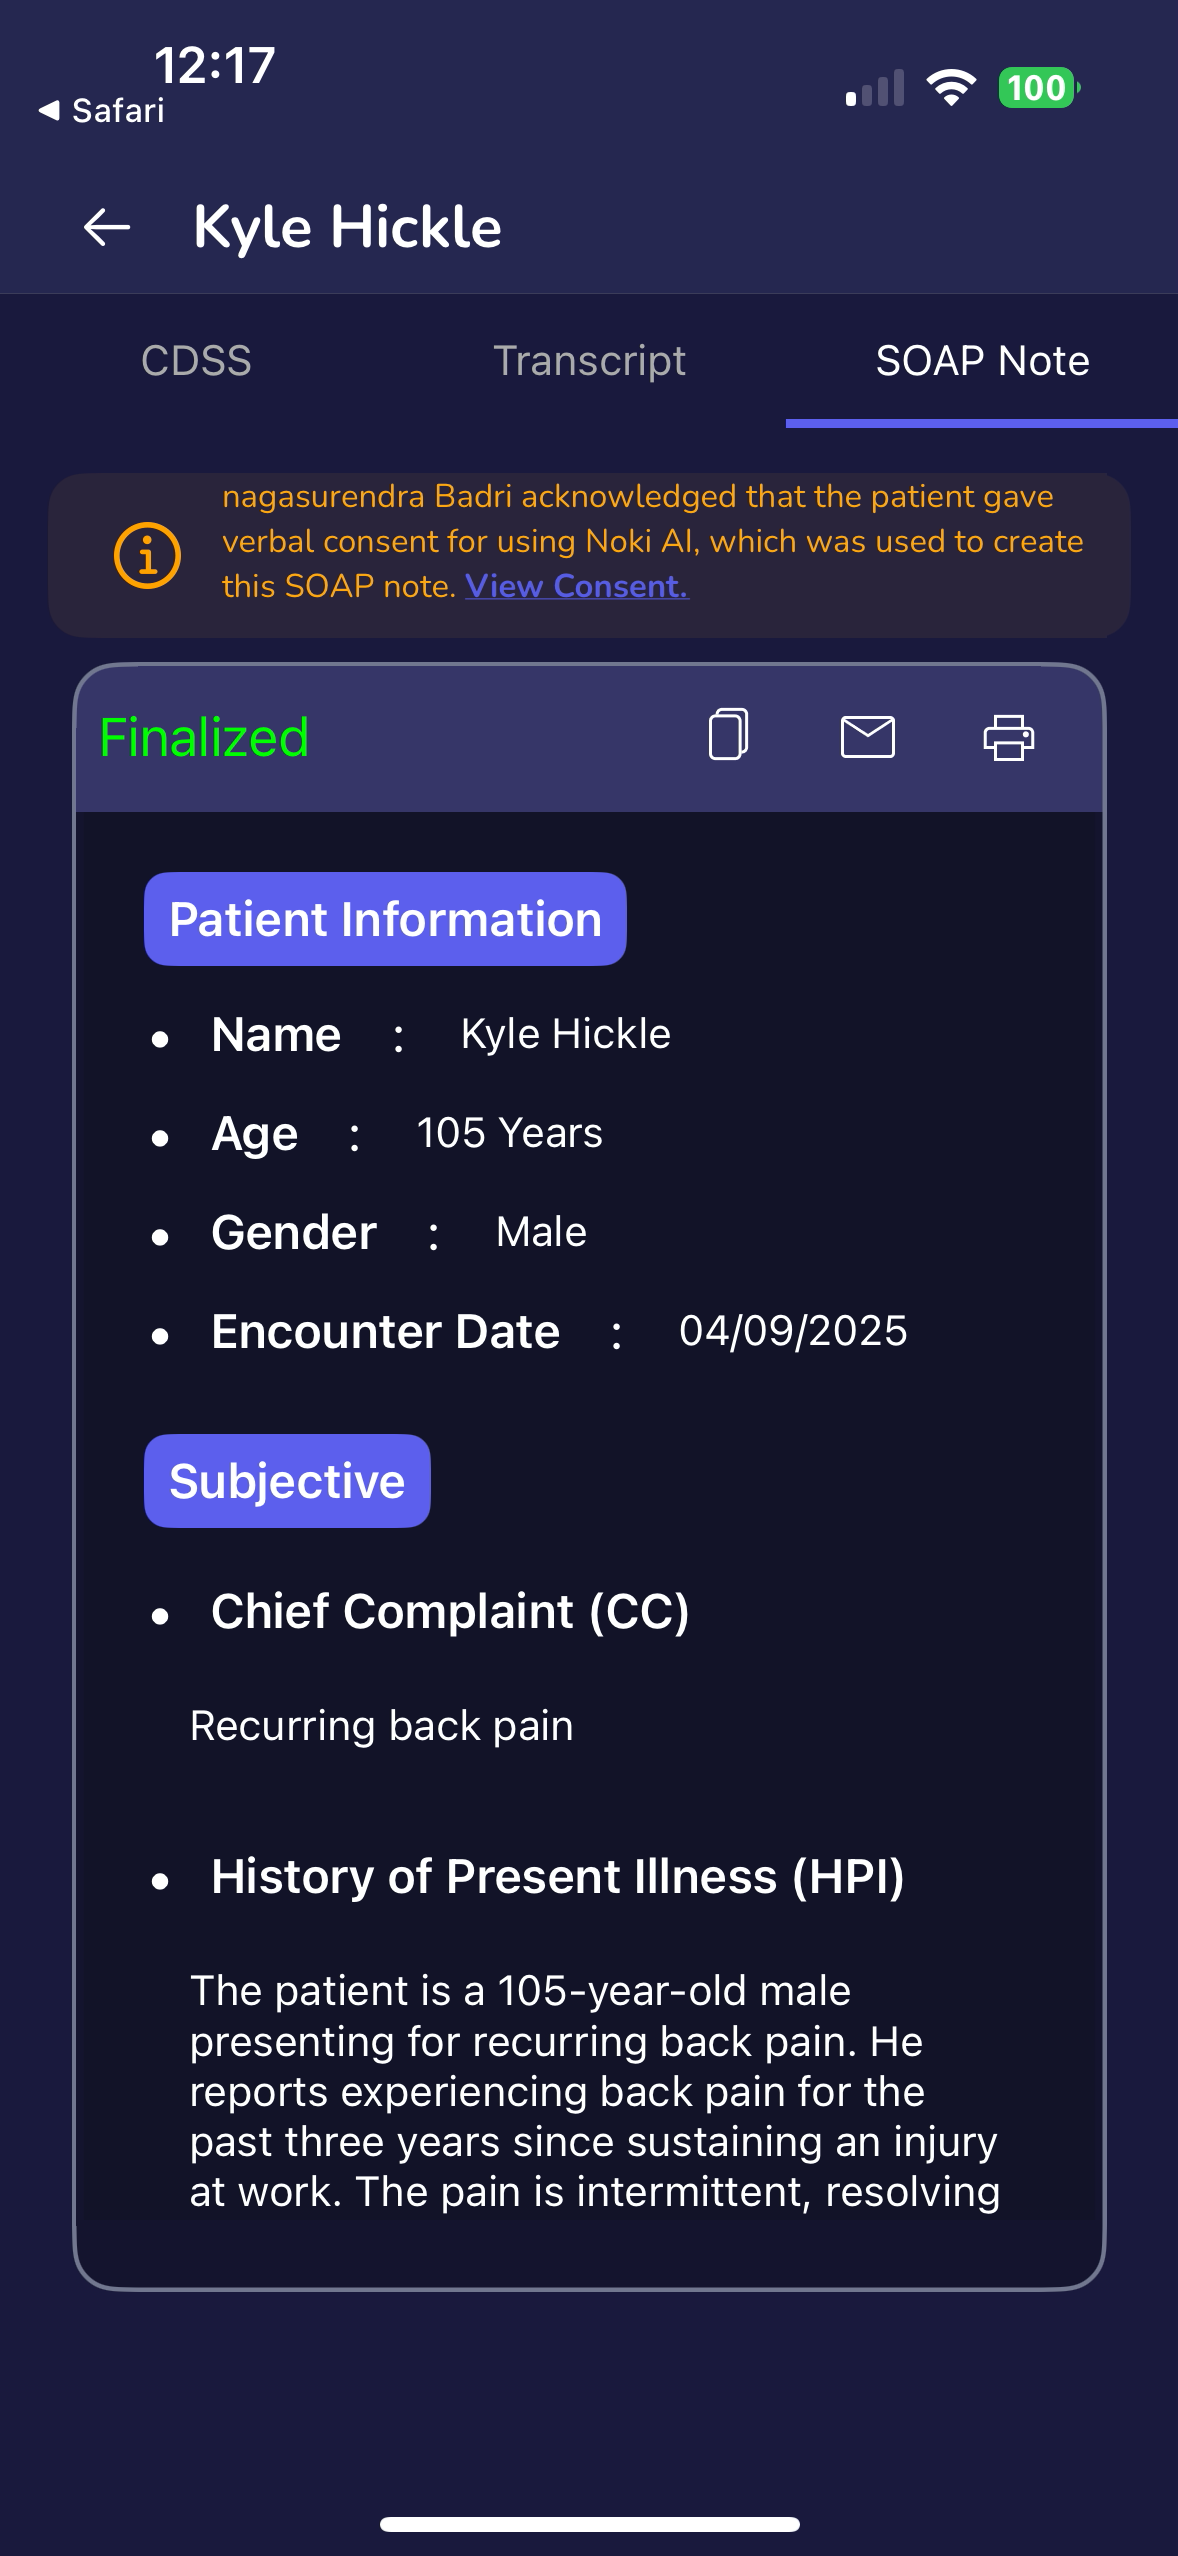 12:17
Safari
100
Kyle Hickle
CDSS
Transcript
SOAP Note
nagasurendra Badri acknowledged that the patient gave
verbal consent for using Noki AI, which was used to create
this SOAP note. View Consent.
Finalized
Patient Information
• Name : Kyle Hickle
• Age : 105 Years
• Gender : Male
• Encounter Date : 04/09/2025
Subjective
• Chief Complaint (CC)
Recurring back pain
• History of Present Illness (HPI)
The patient is a 105-year-old male
presenting for recurring back pain. He
reports experiencing back pain for the
past three years since sustaining an injury
at work. The pain is intermittent, resolving